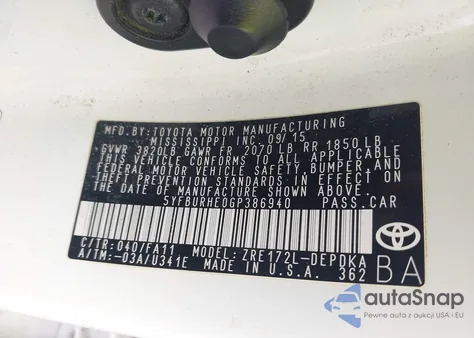 MFD.BY:TOYOTA MOTOR MANUFACTURING
MISSISSIPPI INC 09/15
GVWR 3820LB GAWR FR 2070 LB RR 1850 LB
THIS VEHICLE CONFORMS TO ALL APPLICABLE
FEDERAL MOTOR VEHICLE SAFETY, BUMPER, AND
THEFT PREVENTION STANDARDS IN EFFECT ON
THE DATE OF MANUFACTURE SHOWN ABOVE.
5YFBURHE0GP386940 PASS.CAR
C/TR: 040/FA11 MODEL: ZRE172L-DEPDKA
A/TM: -03A/U341E MADE IN U.S.A. 362
BA
autoSnap
Pewne auta z aukcji USA i EU